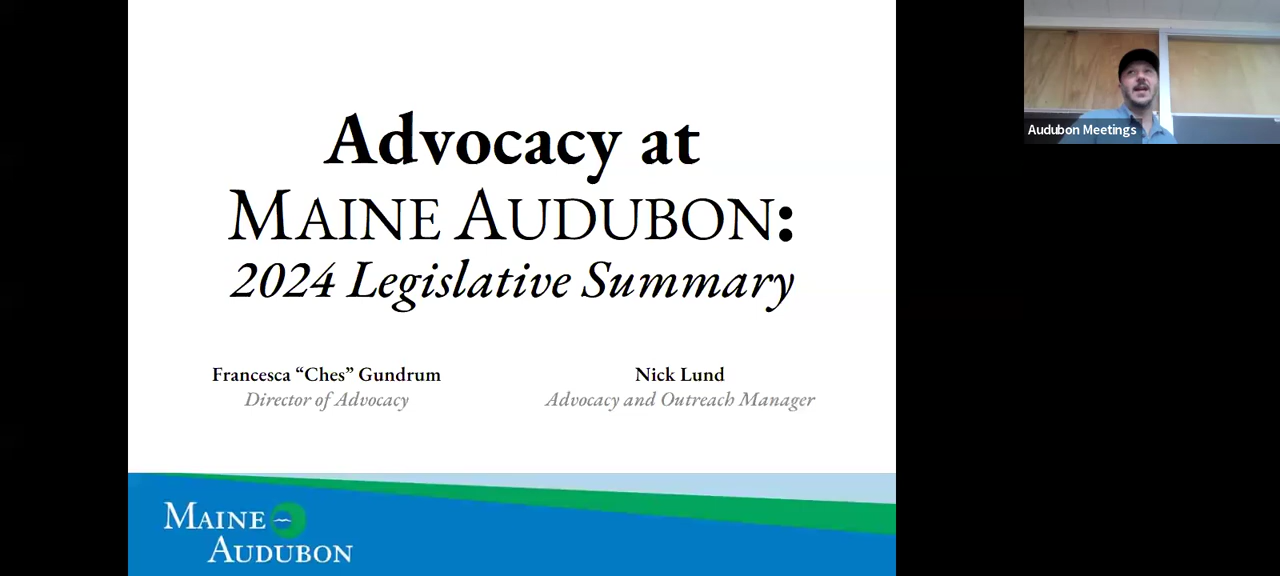 Advocacy at
MAINE AUDUBON:
2024 Legislative Summary
Francesca “Ches” Gundrum
Director of Advocacy
Nick Lund
Advocacy and Outreach Manager
MAINE
AUDUBON
Audubon Meetings